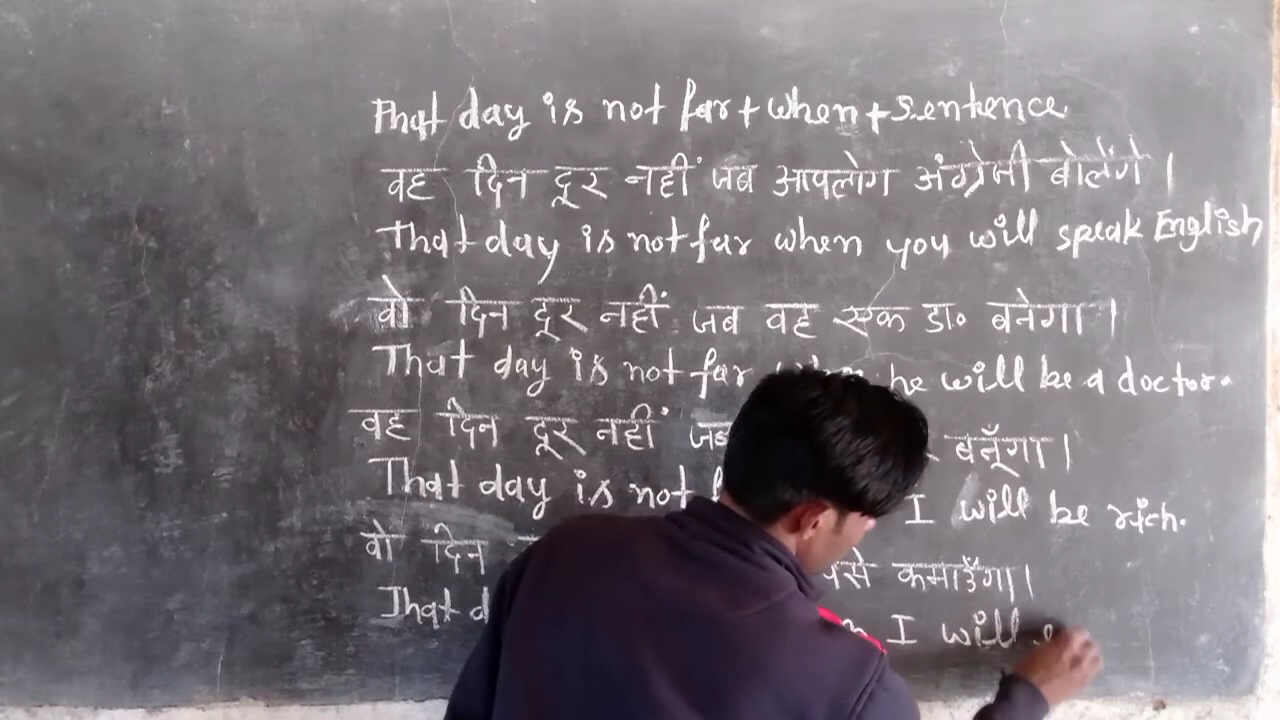 That day is not far + when + sentence
वह दिन दूर नहीं जब आपलोग अंग्रेजी बोलेंगे ।
That day is not far when you will speak English
वो दिन दूर नहीं जब वह एक डा० बनेगा ।
That day is not far he will be a doctor.
वह दिन दूर नहीं बनूँगा ।
That day is not I will be rich.
वो दिन कमाउँगा ।
That I will